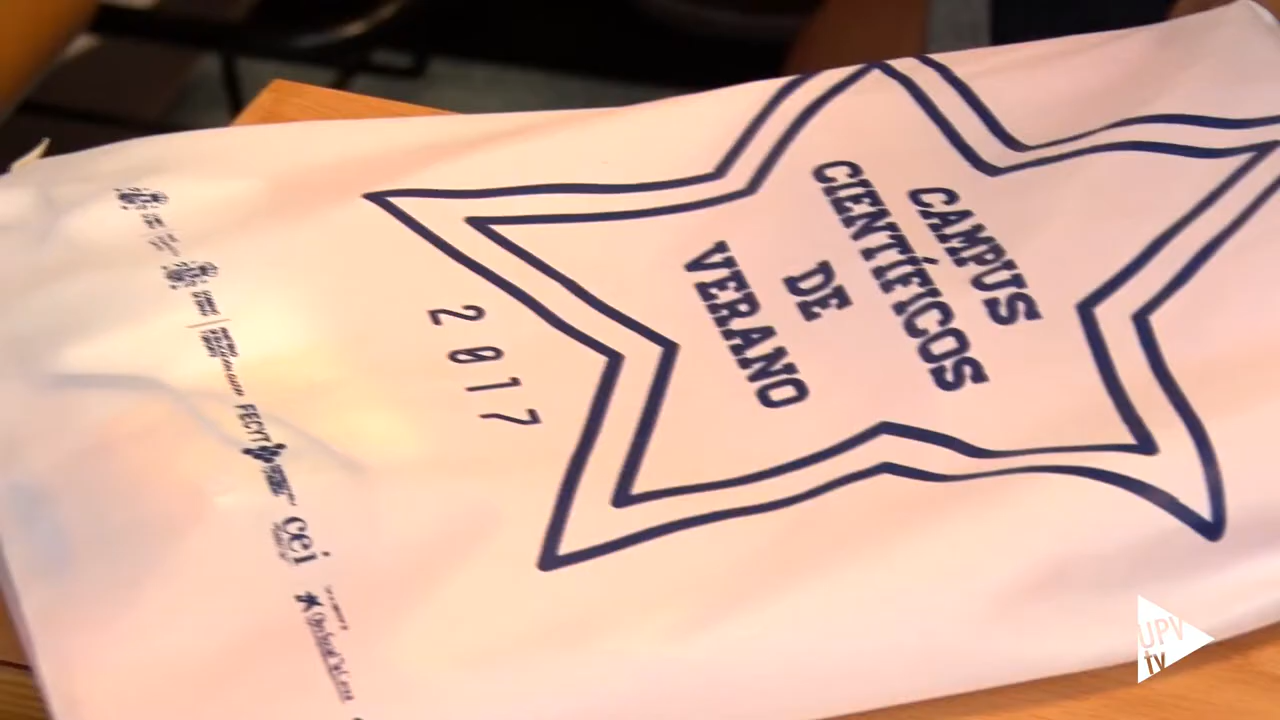 CAMPUS
CIENTÍFICOS
DE
VERANO
2017
FECYT
cei
UPV
tv